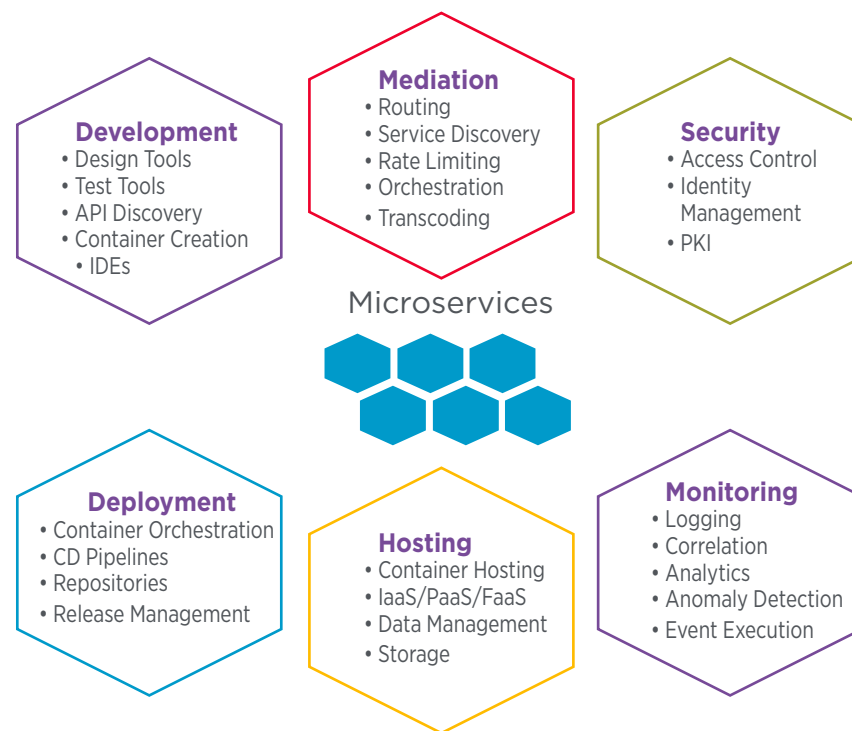 Development
• Design Tools
• Test Tools
• API Discovery
• Container Creation
• IDEs
Mediation
• Routing
• Service Discovery
• Rate Limiting
• Orchestration
• Transcoding
Security
• Access Control
• Identity
Management
• PKI
Microservices
Deployment
• Container Orchestration
• CD Pipelines
• Repositories
• Release Management
Hosting
• Container Hosting
• IaaS/PaaS/FaaS
• Data Management
• Storage
Monitoring
• Logging
• Correlation
• Analytics
• Anomaly Detection
• Event Execution